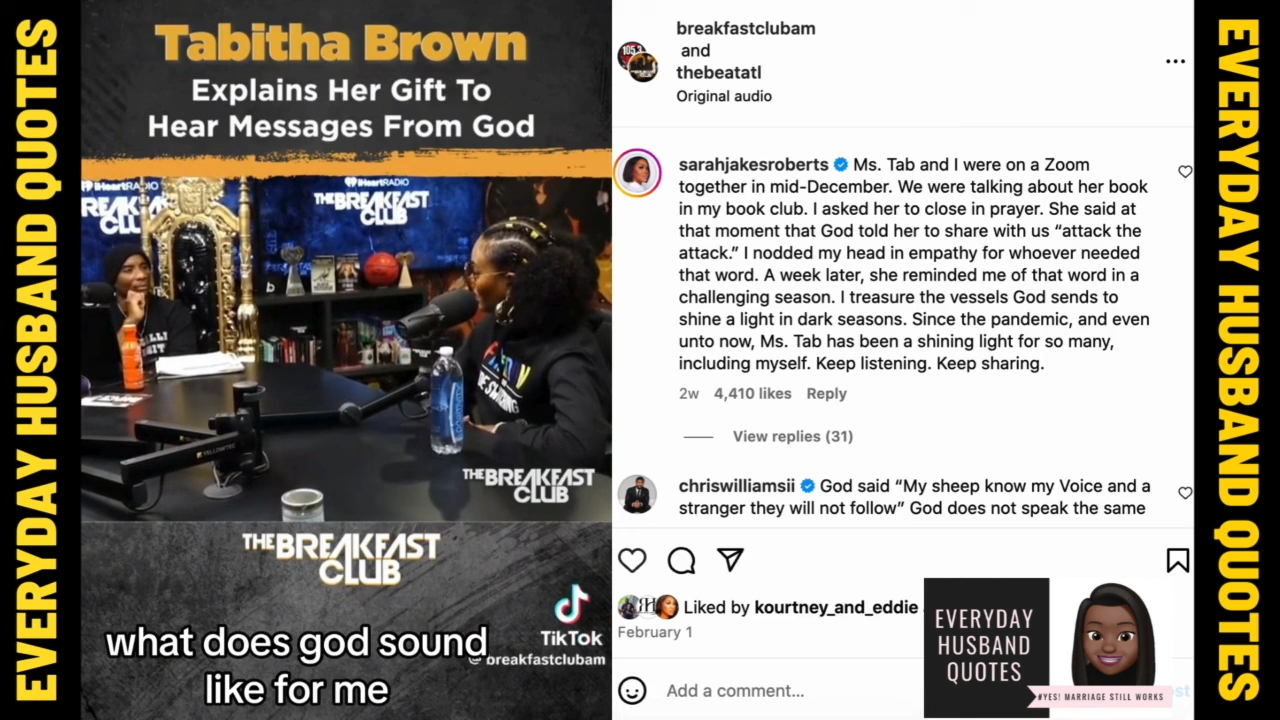 EVERYDAY HUSBAND QUOTES
Tabitha Brown
Explains Her Gift To
Hear Messages From God
iHeartRADIO
iHeartRADIO
THE BREAKFAST
CLUB
THE BREAKFAST
CLUB
THE BREAKFAST
CLUB
what does god sound
like for me
TikTok
@breakfastclubam
breakfastclubam
and
thebeatatl
Original audio
105.3
sarahjakesroberts Ms. Tab and I were on a Zoom
together in mid-December. We were talking about her book
in my book club. I asked her to close in prayer. She said at
that moment that God told her to share with us “attack the
attack.” I nodded my head in empathy for whoever needed
that word. A week later, she reminded me of that word in a
challenging season. I treasure the vessels God sends to
shine a light in dark seasons. Since the pandemic, and even
unto now, Ms. Tab has been a shining light for so many,
including myself. Keep listening. Keep sharing.
2w 4,410 likes Reply
View replies (31)
chriswilliamsii God said “My sheep know my Voice and a
stranger they will not follow” God does not speak the same
Liked by kourtney_and_eddie
February 1
Add a comment...
EVERYDAY
HUSBAND
QUOTES
#YES! MARRIAGE STILL WORKS
EVERYDAY HUSBAND QUOTES